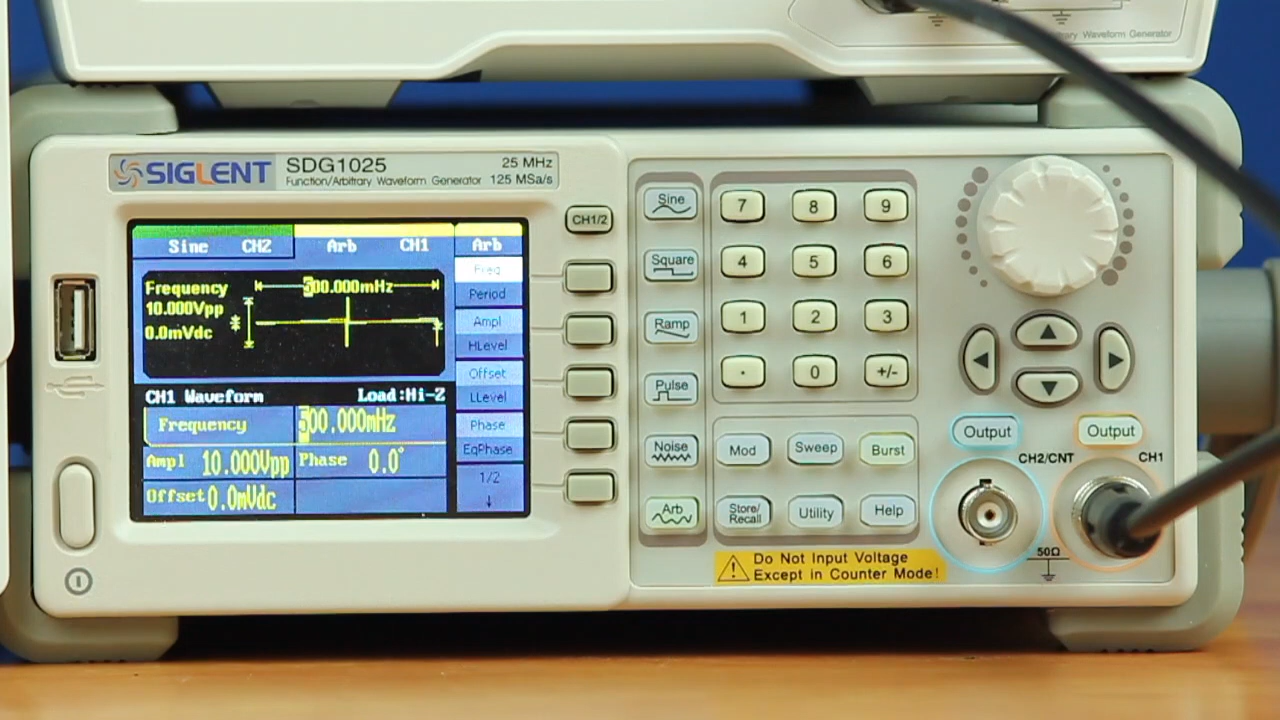 Arbitrary Waveform Generator
SIGLENT
SDG1025
25 MHz
Function/Arbitrary Waveform Generator
125 MSa/s
Sine CH2
Arb CH1
Arb
Frequency
500.000mHz
10.000Vpp
0.0mVdc
CH1 Waveform
Load:Hi-Z
Frequency
500.000mHz
Ampl 10.000Vpp
Phase 0.0°
Offset 0.0mVdc
Freq
Period
Ampl
HLevel
Offset
LLevel
Phase
EqPhase
1/2
↓
CH1/2
Sine
Square
Ramp
Pulse
Noise
Arb
7 8 9
4 5 6
1 2 3
· 0 +/-
Mod Sweep Burst
Store/
Recall
Utility
Help
Do Not Input Voltage
Except in Counter Mode!
Output
Output
CH2/CNT
CH1
50Ω